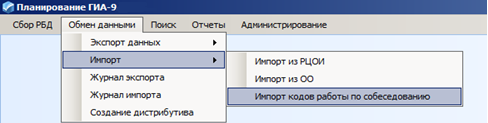 Планирование ГИА-9
Сбор РБД Обмен данными Поиск Отчеты Администрирование
Экспорт данных
Импорт
Журнал экспорта
Журнал импорта
Создание дистрибутива
Импорт из РЦОИ
Импорт из ОО
Импорт кодов работы по собеседованию